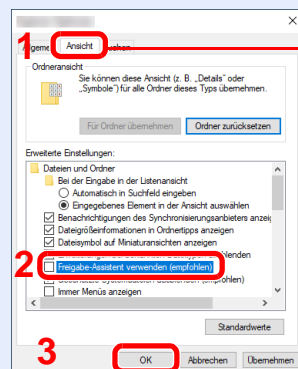 1
Ansicht
Ordneransicht
Sie können diese Ansicht (z. B. „Details" oder
„Symbole") für alle Ordner dieses Typs übernehmen.
Für Ordner übernehmen
Ordner zurücksetzen
Erweiterte Einstellungen:
Dateien und Ordner
Bei der Eingabe in der Listenansicht
Automatisch in Suchfeld eingeben
Eingegebenes Element in der Ansicht auswählen
Benachrichtigungen des Synchronisierungsanbieters
Dateigrößeinformationen in Ordnertipps anzeigen
Dateisymbol auf Miniaturansichten anzeigen
2
Freigabe-Assistent verwenden (empfohlen)
Immer Menüs anzeigen
Standardwerte
3
OK
Abbrechen
Übernehmen